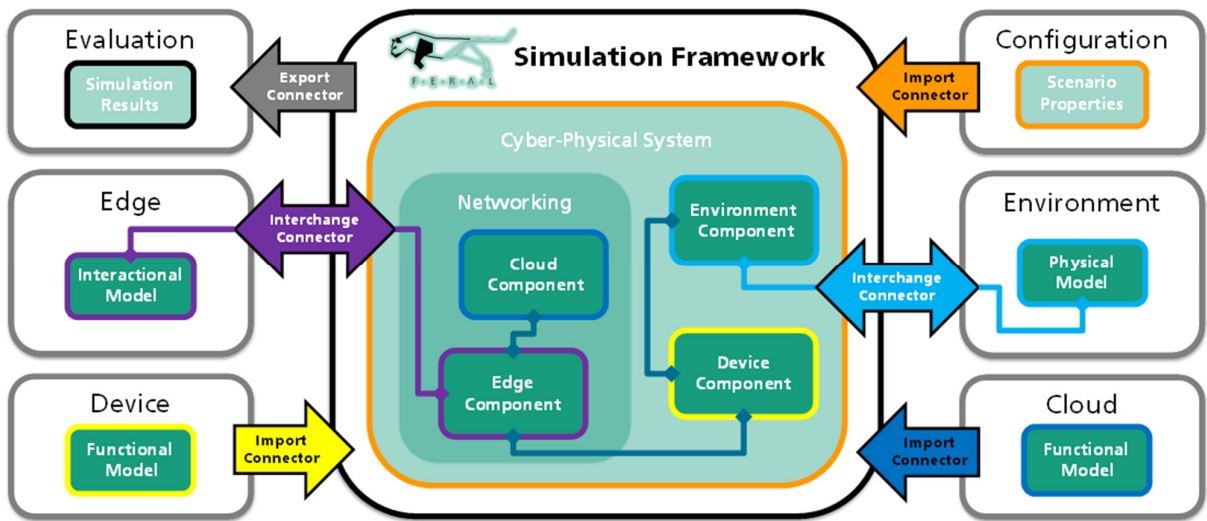 Evaluation
Simulation
Results
Export
Connector
F·E·R·A·L
Simulation Framework
Import
Connector
Configuration
Scenario
Properties
Cyber-Physical System
Edge
Interactional
Model
Interchange
Connector
Networking
Cloud
Component
Edge
Component
Environment
Component
Device
Component
Interchange
Connector
Environment
Physical
Model
Device
Functional
Model
Import
Connector
Import
Connector
Cloud
Functional
Model